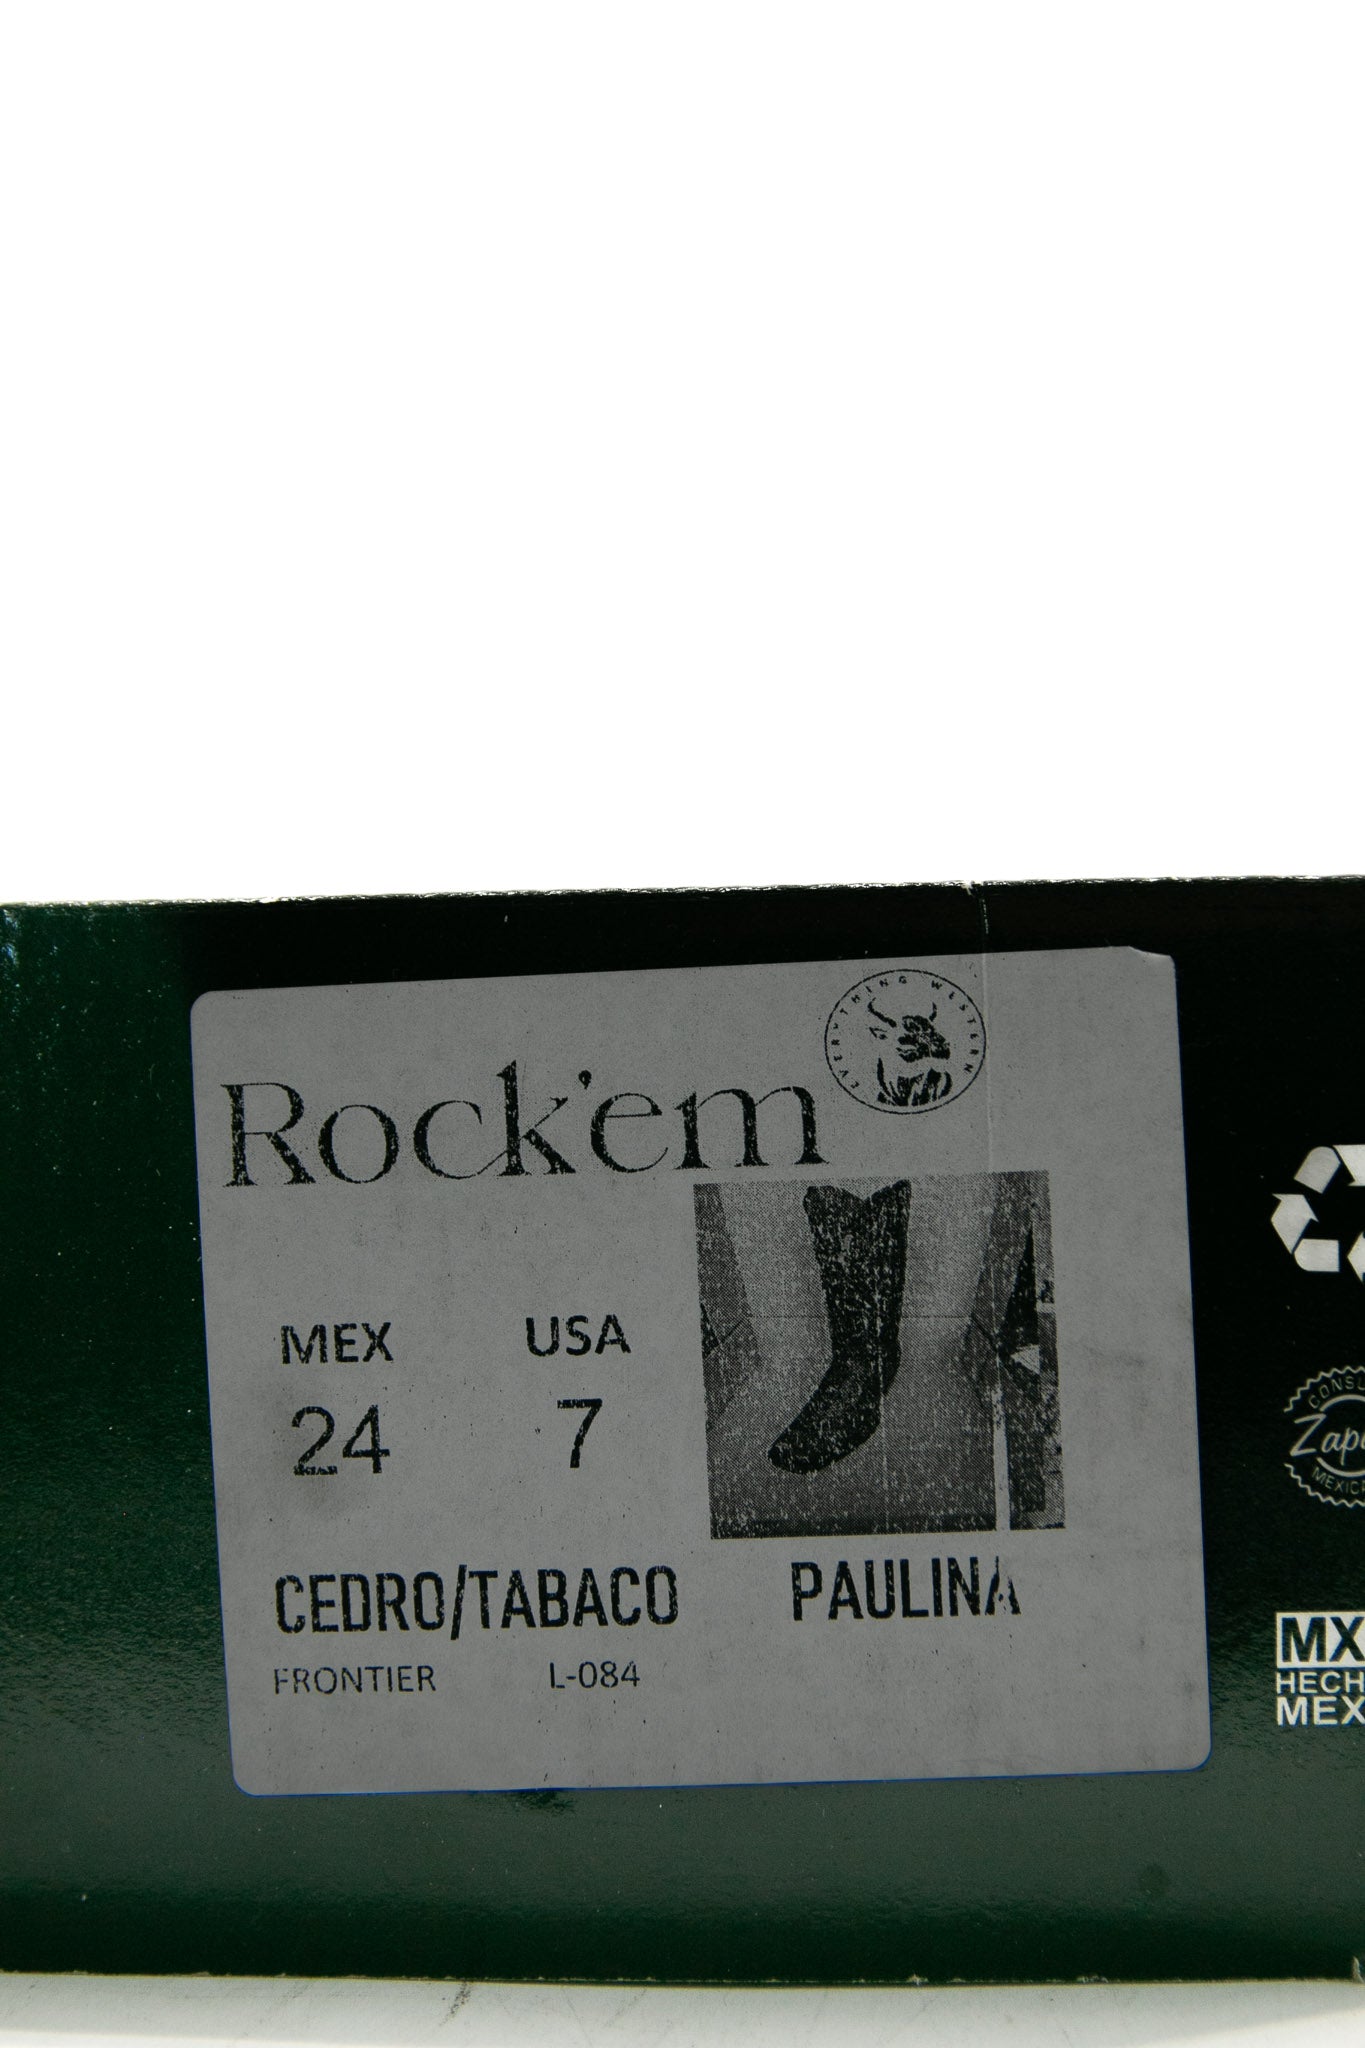 EVERYTHING WESTERN
Rock'em
MEX USA
24 7
CEDRO/TABACO PAULINA
FRONTIER L-084
MX
HECH
MEX